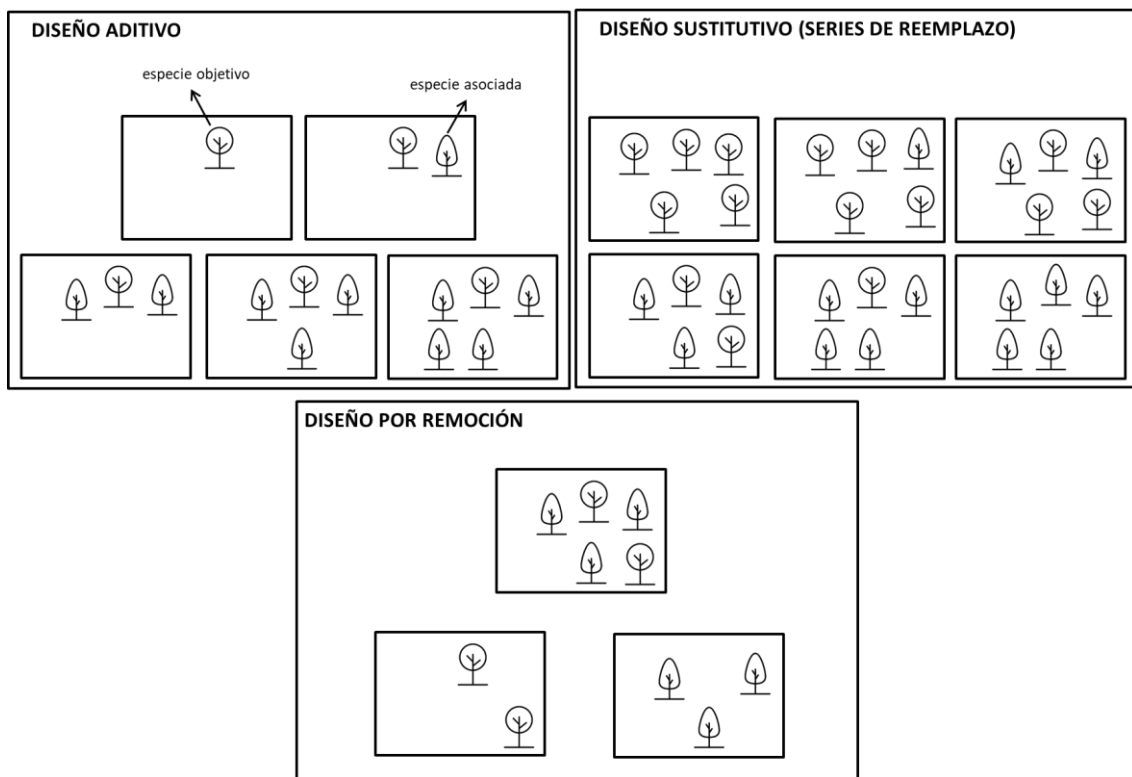 DISEÑO ADITIVO
especie objetivo
especie asociada
DISEÑO SUSTITUTIVO (SERIES DE REEMPLAZO)
DISEÑO POR REMOCIÓN